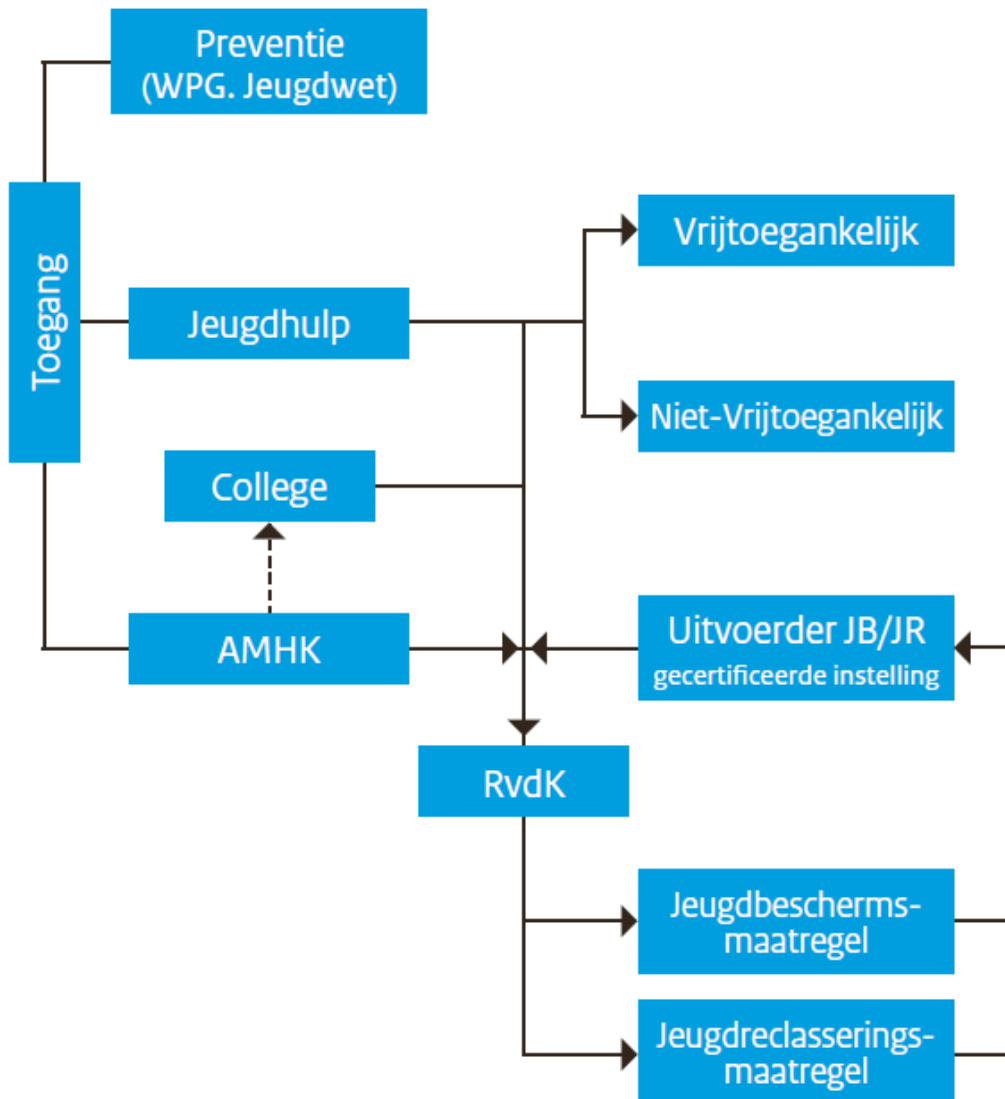 Preventie
(WPG. Jeugdwet)
Toegang
Vrijtoegankelijk
Jeugdhulp
Niet-Vrijtoegankelijk
College
AMHK
Uitvoerder JB/JR
gecertificeerde instelling
RvdK
Jeugdbescherms-
maatregel
Jeugdreclasserings-
maatregel